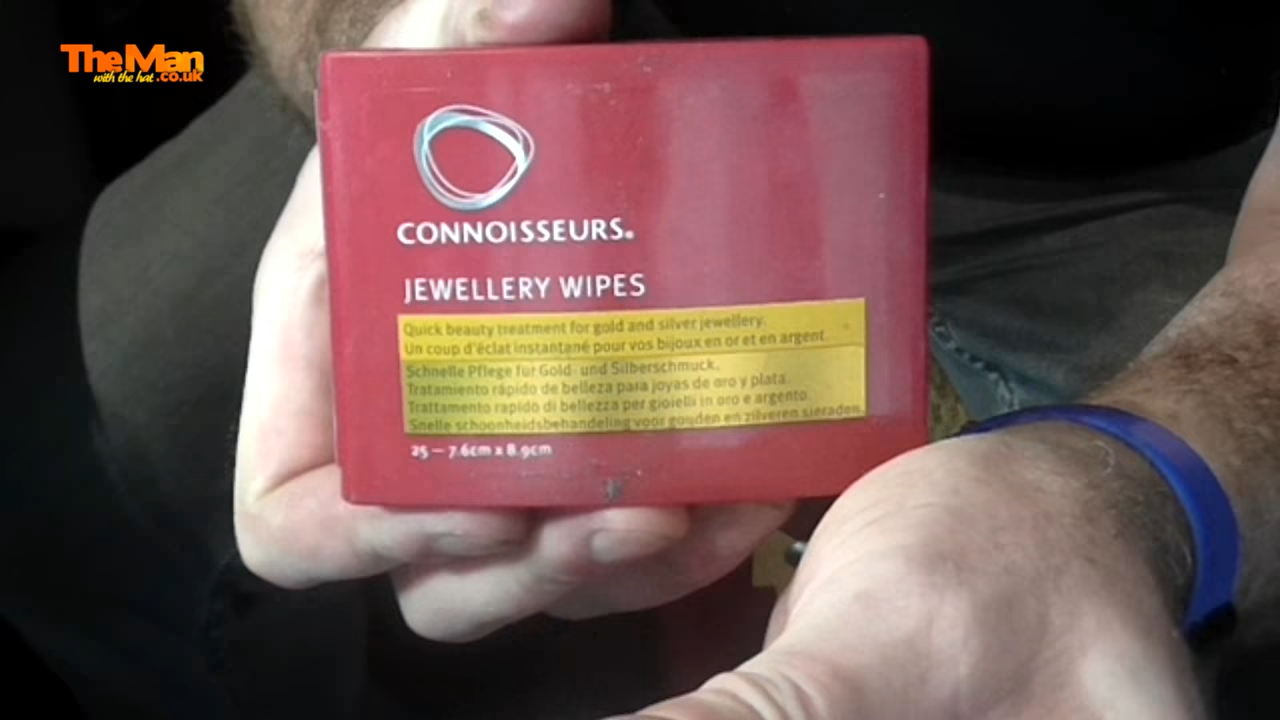 TheMan
with the hat .co.uk
CONNOISSEURS.
JEWELLERY WIPES
Quick beauty treatment for gold and silver jewellery.
Un coup d'éclat instantané pour vos bijoux en or et en argent.
Schnelle Pflege für Gold- und Silberschmuck.
Tratamiento rápido de belleza para joyas de oro y plata.
Trattamento rapido di bellezza per gioielli in oro e argento.
Snelle schoonheidsbehandeling voor gouden en zilveren sieraden.
25 – 7.6cm x 8.9cm